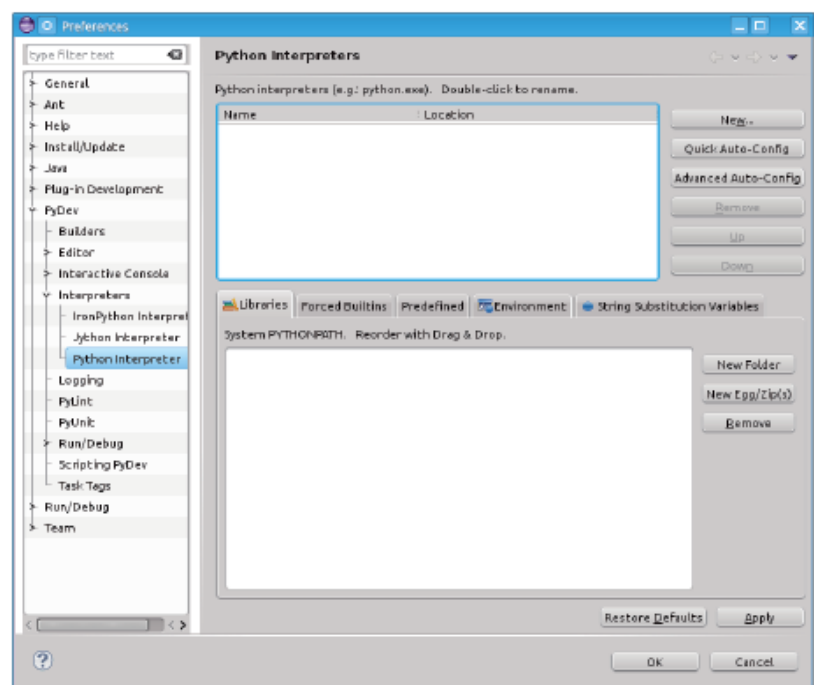 Preferences
type filter text
General
Ant
Help
Install/Update
Java
Plug-in Development
PyDev
Builders
Editor
Interactive Console
Interpreters
IronPython Interpret
Jython Interpreter
Python Interpreter
Logging
PyLint
PyUnit
Run/Debug
Scripting PyDev
Task Tags
Run/Debug
Team
Python Interpreters
Python interpreters (e.g.: python.exe). Double-click to rename.
Name Location
New...
Quick Auto-Config
Advanced Auto-Config
Remove
Up
Down
Libraries Forced Builtins Predefined Environment String Substitution Variables
System PYTHONPATH. Reorder with Drag & Drop.
New Folder
New Egg/Zip(s)
Remove
Restore Defaults Apply
OK Cancel